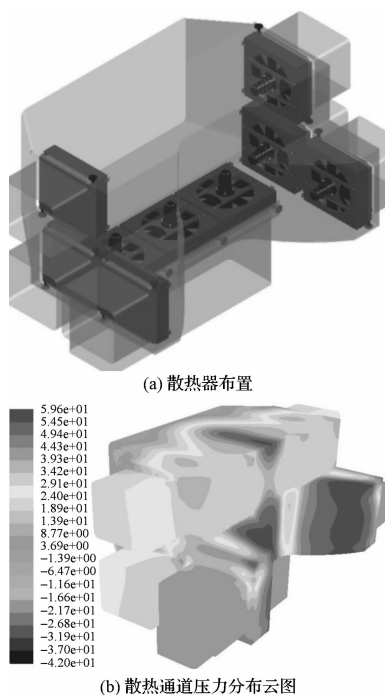 (a) 散热器布置
5.96e+01
5.45e+01
4.94e+01
4.43e+01
3.93e+01
3.42e+01
2.91e+01
2.40e+01
1.89e+01
1.39e+01
8.77e+00
3.69e+00
−1.39e+00
−6.47e+00
−1.16e+01
−1.66e+01
−2.17e+01
−2.68e+01
−3.19e+01
−3.70e+01
−4.20e+01
(b) 散热通道压力分布云图